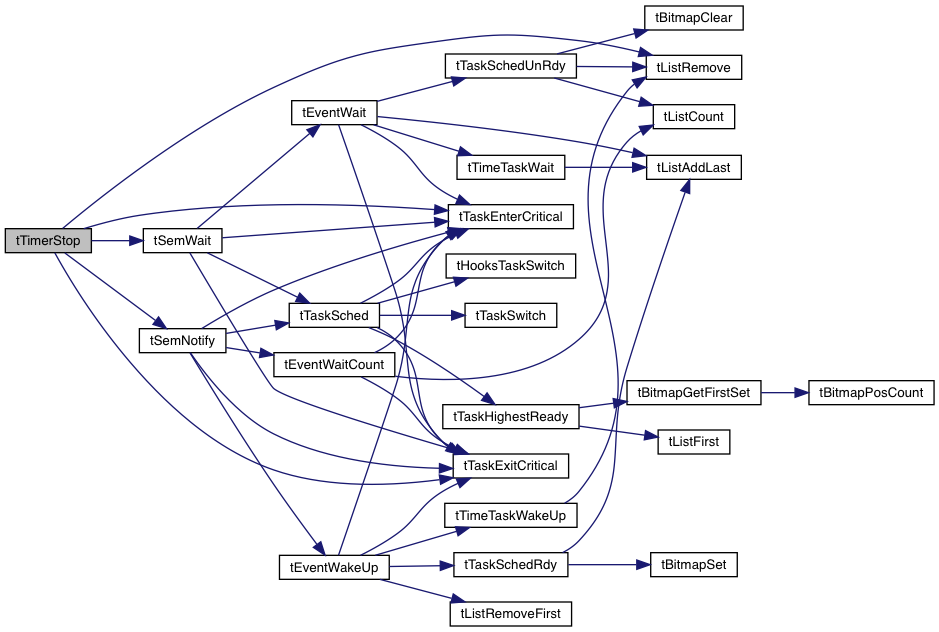 tBitmapClear
tTaskSchedUnRdy
tListRemove
tEventWait
tListCount
tTimeTaskWait
tListAddLast
tTaskEnterCritical
tTimerStop
tSemWait
tHooksTaskSwitch
tTaskSched
tTaskSwitch
tSemNotify
tEventWaitCount
tBitmapGetFirstSet
tBitmapPosCount
tTaskHighestReady
tListFirst
tTaskExitCritical
tTimeTaskWakeUp
tEventWakeUp
tTaskSchedRdy
tBitmapSet
tListRemoveFirst